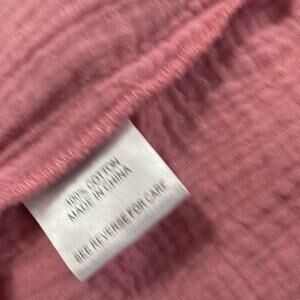 100% COTTON
MADE IN CHINA
SEE REVERSE FOR CARE